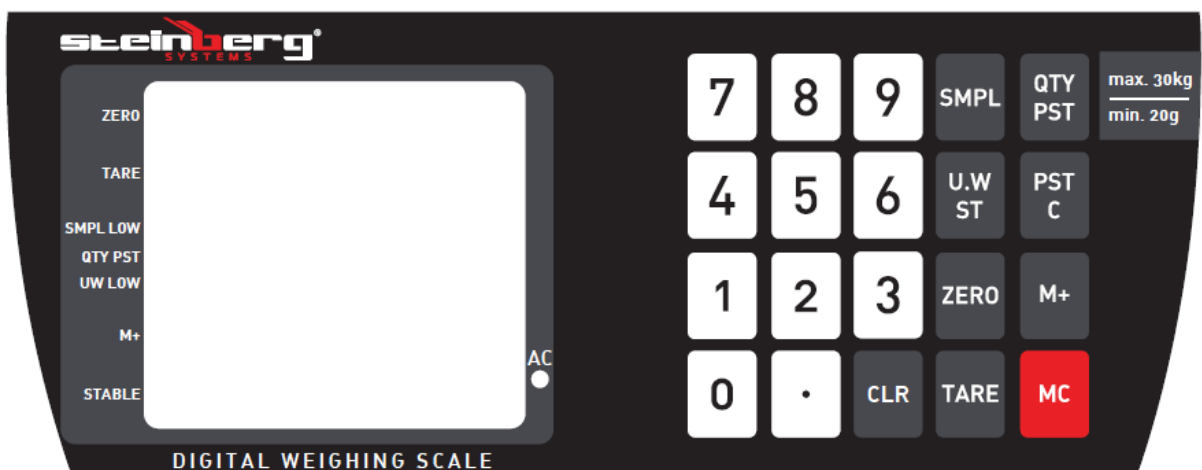 steinberg®
SYSTEMS
ZERO
TARE
SMPL LOW
QTY PST
UW LOW
M+
STABLE
AC
DIGITAL WEIGHING SCALE
7 8 9 SMPL QTY PST
4 5 6 U.W ST PST C
1 2 3 ZERO M+
0 . CLR TARE MC
max. 30kg
min. 20g